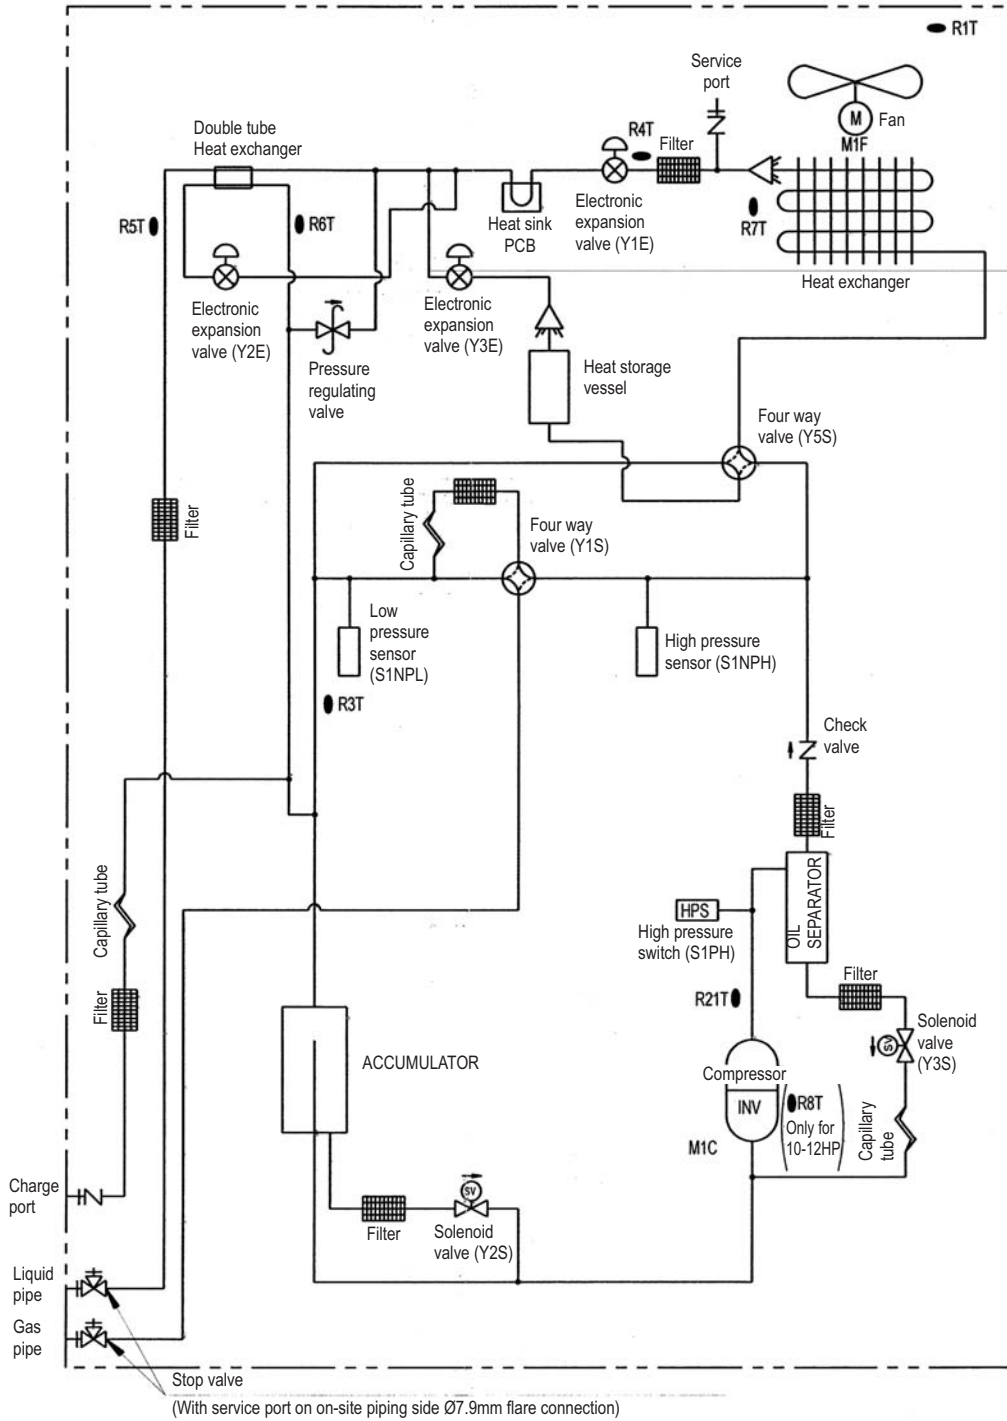 R1T
Service
port
M
Fan
M1F
Double tube
Heat exchanger
R4T
Filter
R5T
R6T
Heat sink
PCB
Electronic
expansion
valve (Y1E)
R7T
Heat exchanger
Electronic
expansion
valve (Y2E)
Electronic
expansion
valve (Y3E)
Pressure
regulating
valve
Heat storage
vessel
Four way
valve (Y5S)
Filter
Capillary tube
Four way
valve (Y1S)
Low
pressure
sensor
(S1NPL)
High pressure
sensor (S1NPH)
R3T
Check
valve
Filter
Capillary tube
HPS
High pressure
switch (S1PH)
OIL
SEPARATOR
Filter
R21T
Filter
Solenoid
valve
(Y3S)
SV
ACCUMULATOR
Compressor
INV
R8T
Only for
10-12HP
M1C
Capillary
tube
Charge
port
SV
Filter
Solenoid
valve (Y2S)
Liquid
pipe
Gas
pipe
Stop valve
(With service port on on-site piping side Ø7.9mm flare connection)